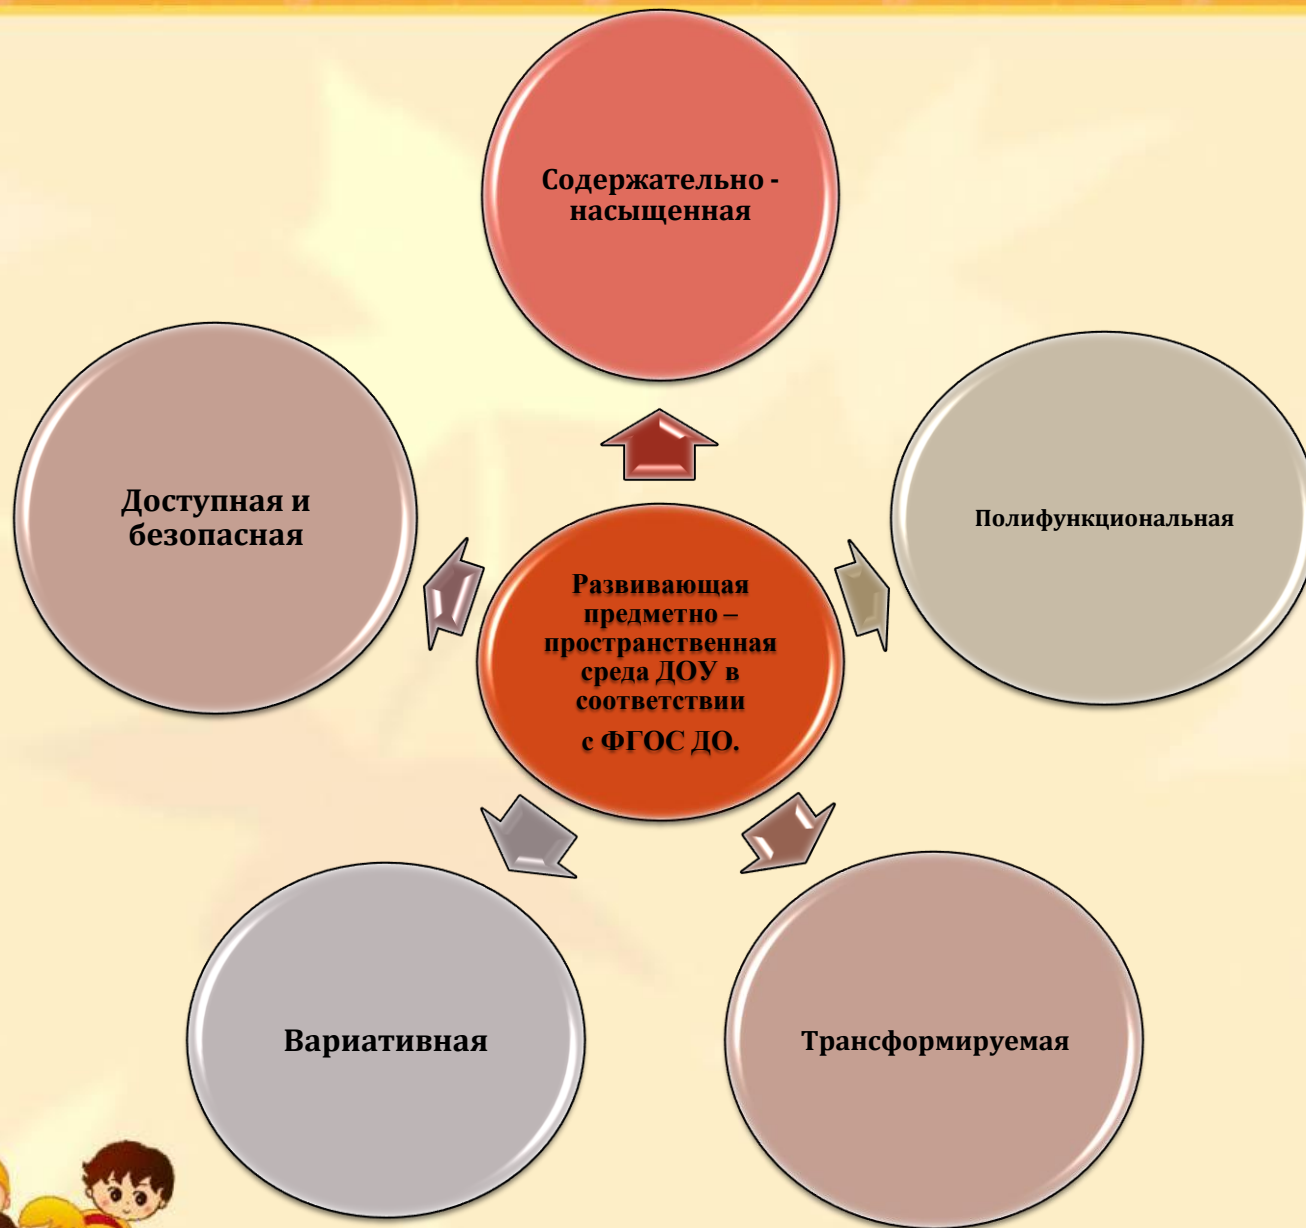 Содержательно -
насыщенная
Доступная и
безопасная
Полифункциональная
Развивающая
предметно –
пространственная
среда ДОУ в
соответствии
с ФГОС ДО.
Вариативная
Трансформируемая